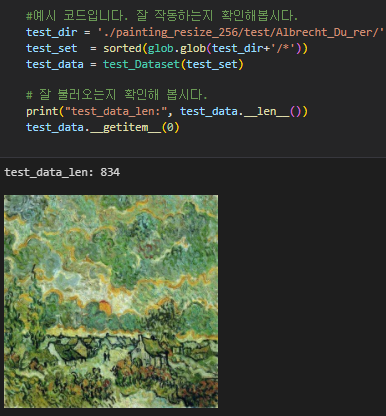 #예시 코드입니다. 잘 작동하는지 확인해봅시다.
test_dir = './painting_resize_256/test/Albrecht_Du_rer/'
test_set  = sorted(glob.glob(test_dir+'/*'))
test_data = test_Dataset(test_set)
# 잘 불러오는지 확인해 봅시다.
print("test_data_len:", test_data.__len__())
test_data.__getitem__(0)
test_data_len: 834